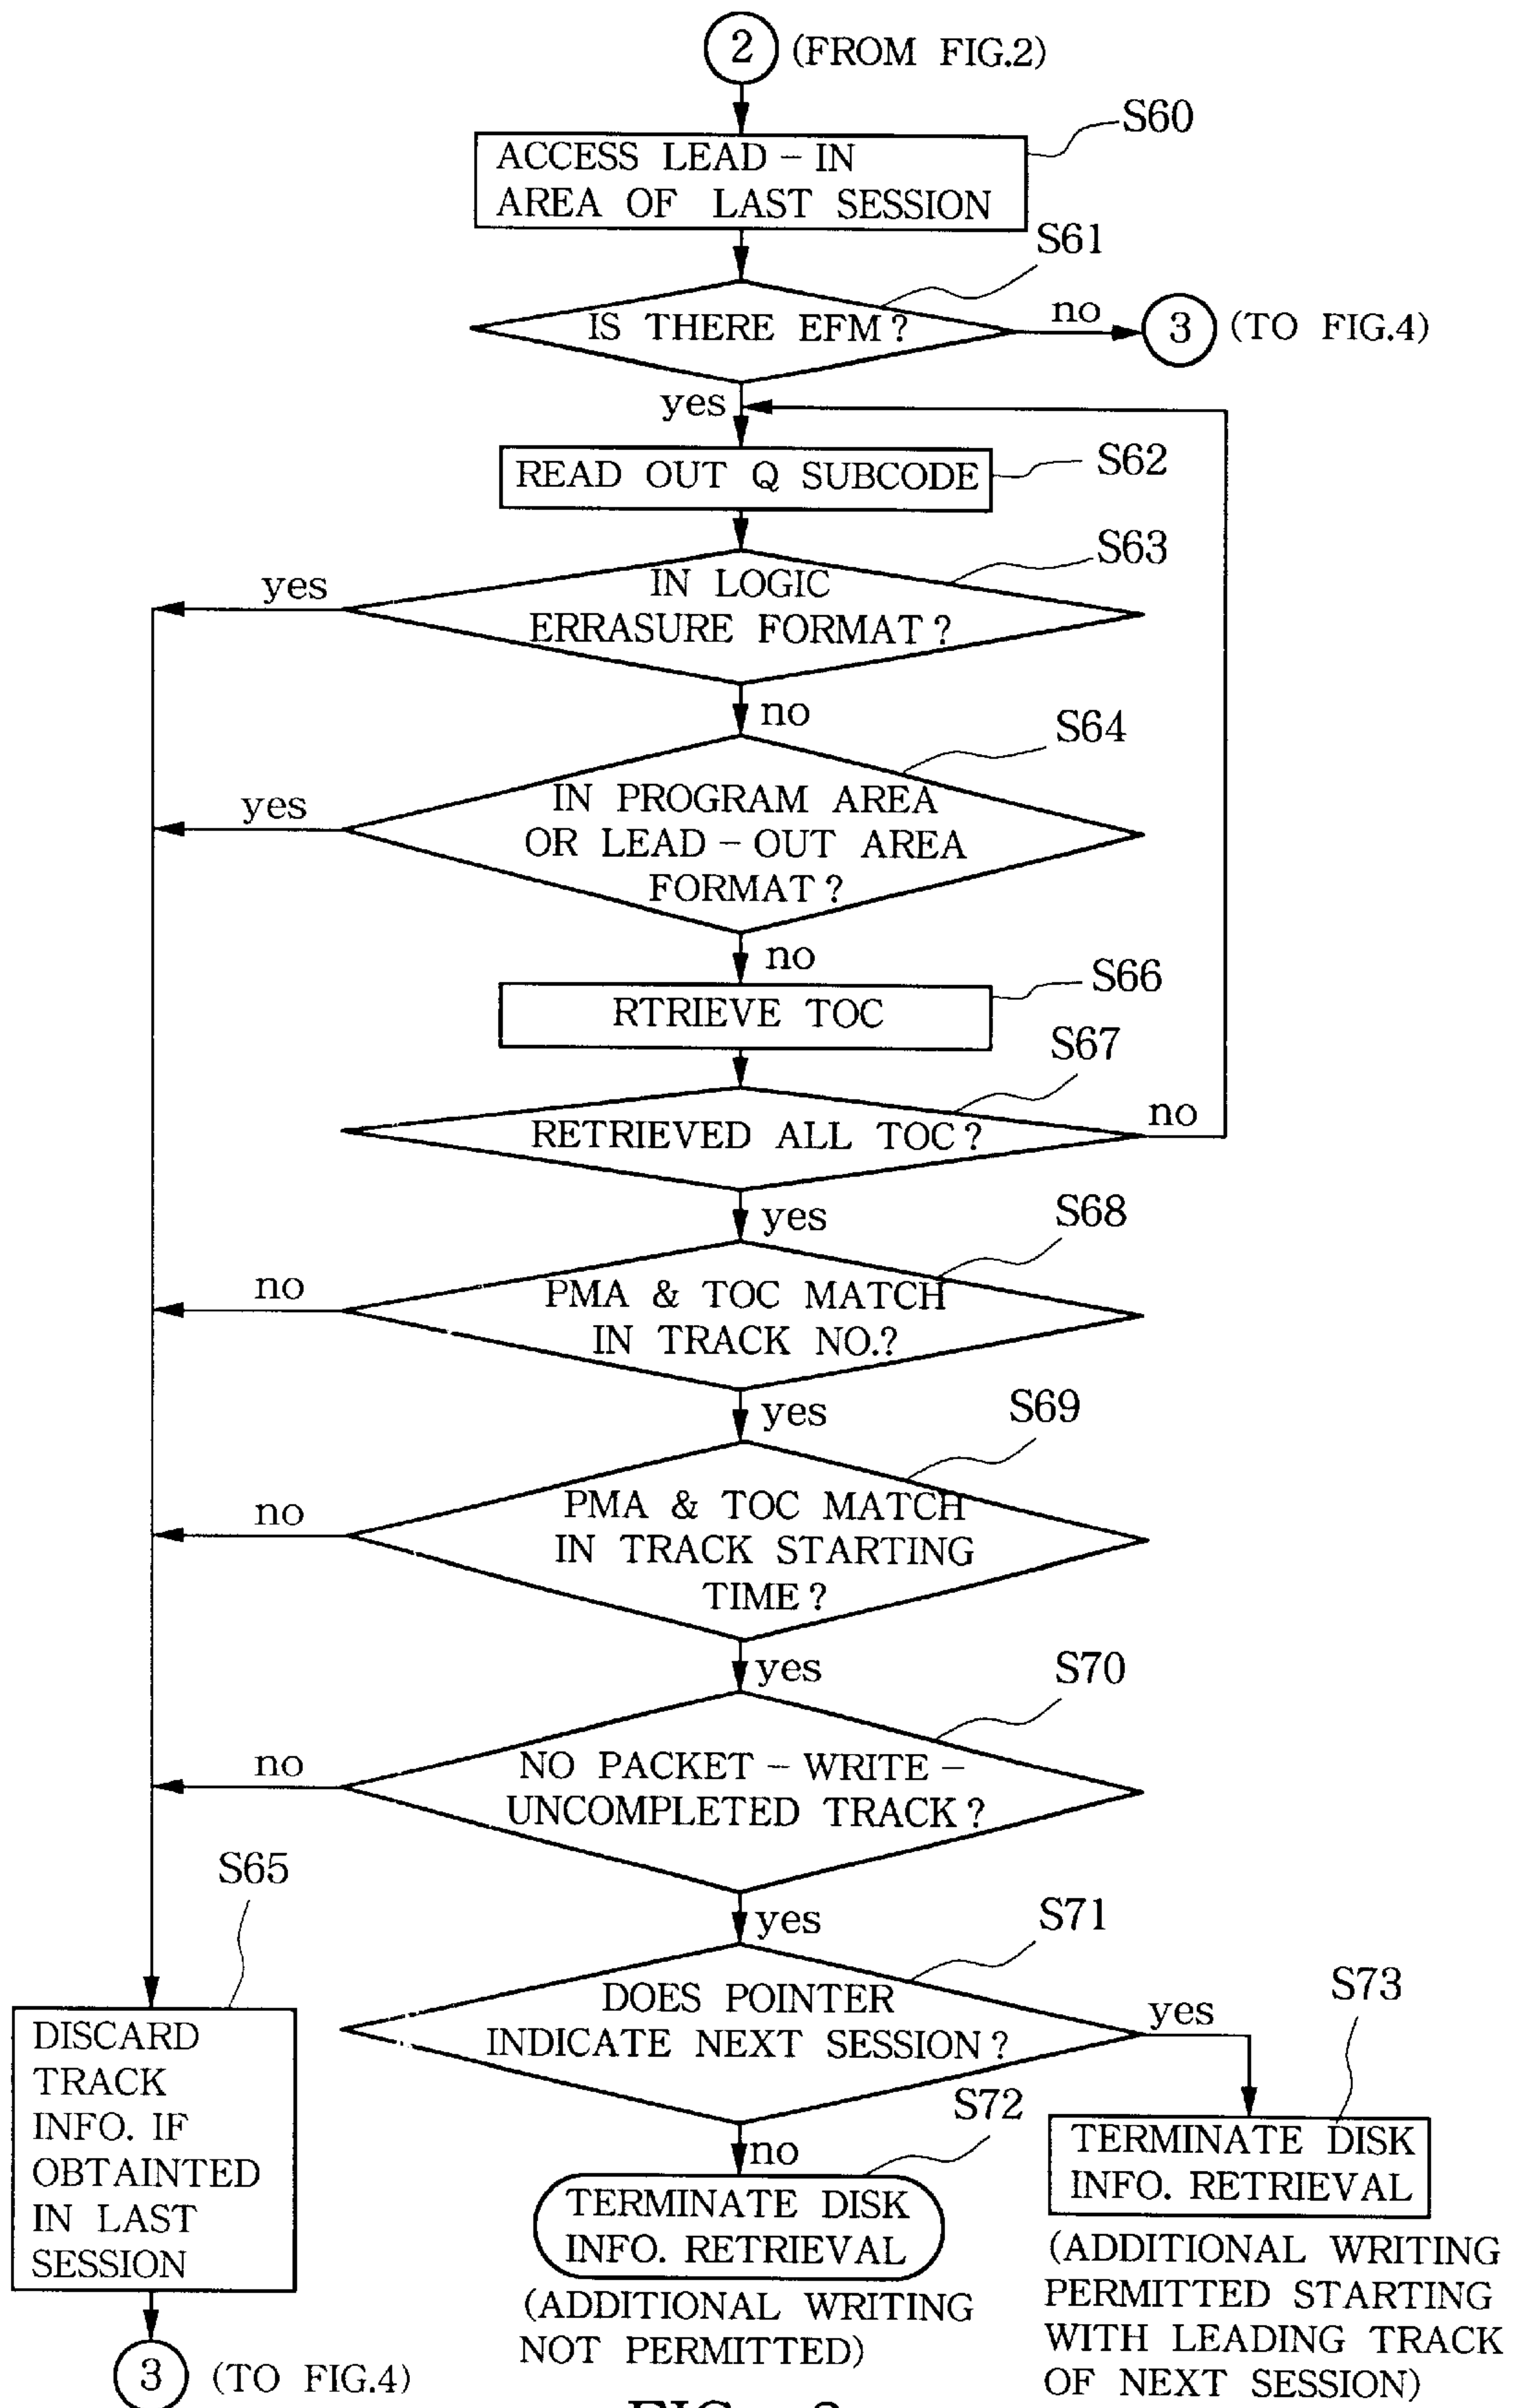 2 (FROM FIG.2)
S60
ACCESS LEAD-IN
AREA OF LAST SESSION
S61
IS THERE EFM?
no
3 (TO FIG.4)
yes
READ OUT Q SUBCODE
S62
S63
yes
IN LOGIC
ERRASURE FORMAT?
no
S64
yes
IN PROGRAM AREA
OR LEAD-OUT AREA
FORMAT?
no
S66
RTRIEVE TOC
S67
RETRIEVED ALL TOC?
no
yes
S68
no
PMA & TOC MATCH
IN TRACK NO.?
yes
S69
no
PMA & TOC MATCH
IN TRACK STARTING
TIME?
yes
S70
no
NO PACKET-WRITE-
UNCOMPLETED TRACK?
S65
yes
S71
DOES POINTER
INDICATE NEXT SESSION?
yes
S73
DISCARD
TRACK
INFO. IF
OBTAINTED
IN LAST
SESSION
no
S72
TERMINATE DISK
INFO. RETRIEVAL
(ADDITIONAL WRITING
NOT PERMITTED)
TERMINATE DISK
INFO. RETRIEVAL
(ADDITIONAL WRITING
PERMITTED STARTING
WITH LEADING TRACK
OF NEXT SESSION)
3 (TO FIG.4)